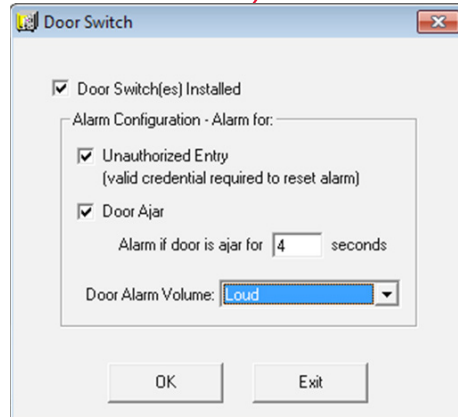 Door Switch
Door Switch(es) Installed
Alarm Configuration - Alarm for:
Unauthorized Entry
(valid credential required to reset alarm)
Door Ajar
Alarm if door is ajar for 4 seconds
Door Alarm Volume: Loud
OK Exit